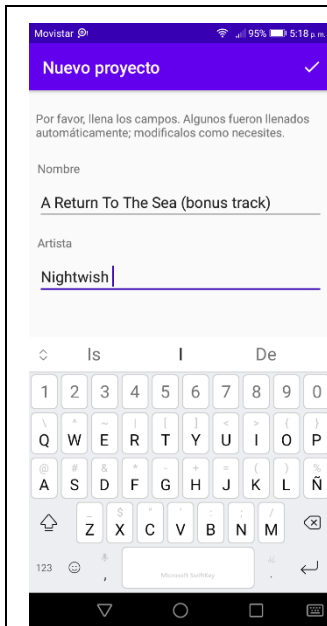 Movistar 95% 5:18 p. m.
Nuevo proyecto
Por favor, llena los campos. Algunos fueron llenados
automáticamente; modificalos como necesites.
Nombre
A Return To The Sea (bonus track)
Artista
Nightwish
Is I De
1 2 3 4 5 6 7 8 9 0
\ ^ ~ | [ ] < > { }
Q W E R T Y U I O P
@ # & * - + = ( ) %
A S D F G H J K L Ñ
_ $ " ' : ; /
Z X C V B N M
123 , Microsoft SwiftKey .